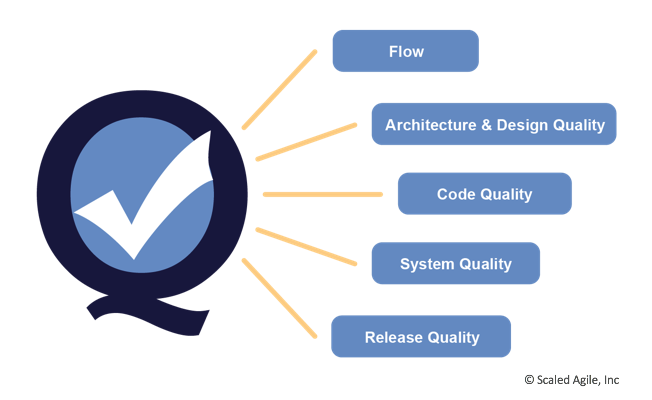 Flow
Architecture & Design Quality
Code Quality
System Quality
Release Quality
© Scaled Agile, Inc